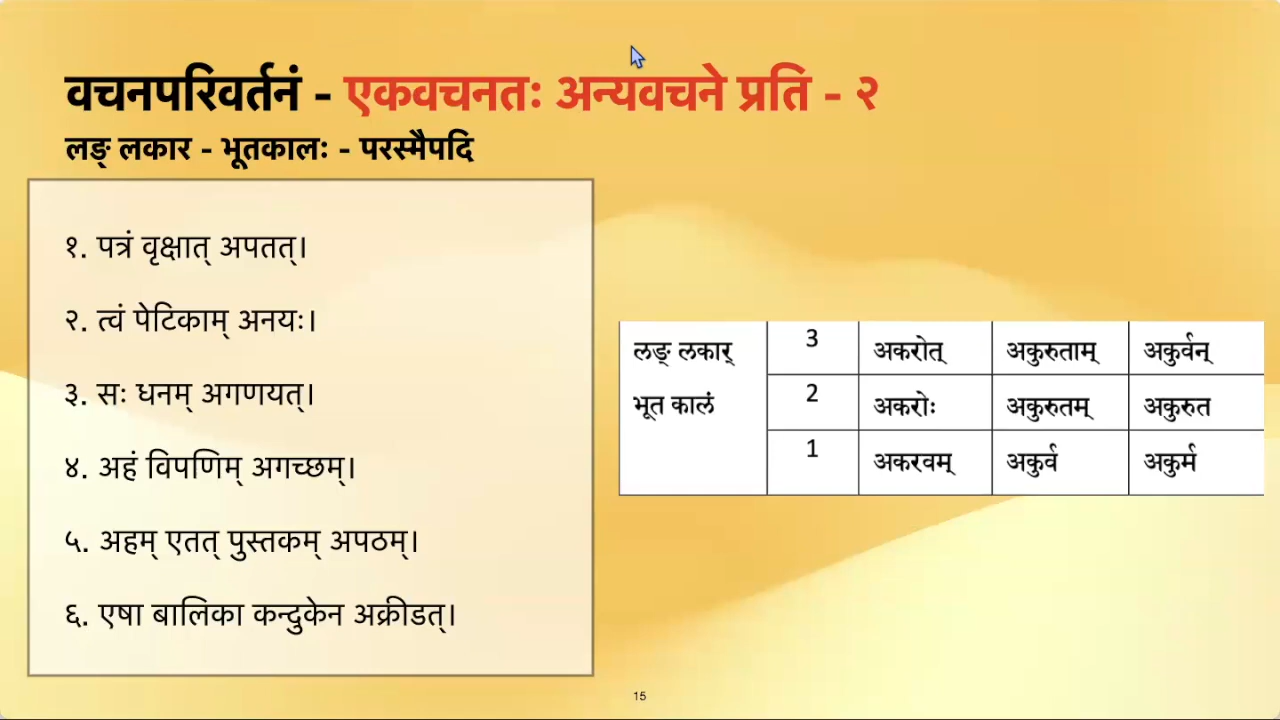 वचनपरिवर्तनं - एकवचनतः अन्यवचने प्रति - २
लङ् लकार - भूतकालः - परस्मैपदि
१. पत्रं वृक्षात् अपतत्।
२. त्वं पेटिकाम् अनयः।
३. सः धनम् अगणयत्।
४. अहं विपणिम् अगच्छम्।
५. अहम् एतत् पुस्तकम् अपठम्।
६. एषा बालिका कन्दुकेन अक्रीडत्।
लङ् लकार् 3 अकरोत् अकुरुताम् अकुर्वन्
भूत कालं 2 अकरोः अकुरुतम् अकुरुत
1 अकरवम् अकुर्व अकुर्म
15